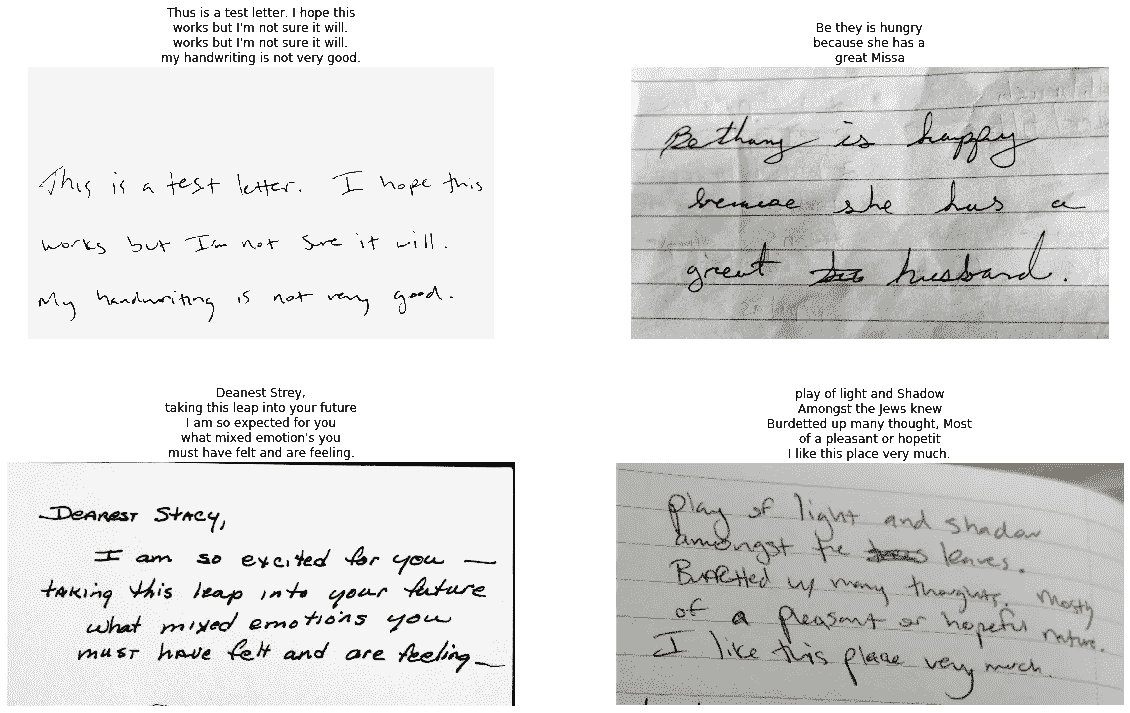 Thus is a test letter. I hope this
works but I'm not sure it will.
works but I'm not sure it will.
my handwriting is not very good.
This is a test letter. I hope this
works but I'm not sure it will.
My handwriting is not very good.
Be they is hungry
because she has a
great Missa
Bethany is happy
because she has a
great husband.
Deanest Strey,
taking this leap into your future
I am so expected for you
what mixed emotion's you
must have felt and are feeling.
DEAREST STACY,
I am so excited for you —
taking this leap into your future
what mixed emotions you
must have felt and are feeling_
play of light and Shadow
Amongst the Jews knew
Burdetted up many thought, Most
of a pleasant or hopetit
I like this place very much.
play of light and shadow
amongst the leaves.
up many thoughts, Mostly
of a pleasant or hopeful nature.
I like this place very much.